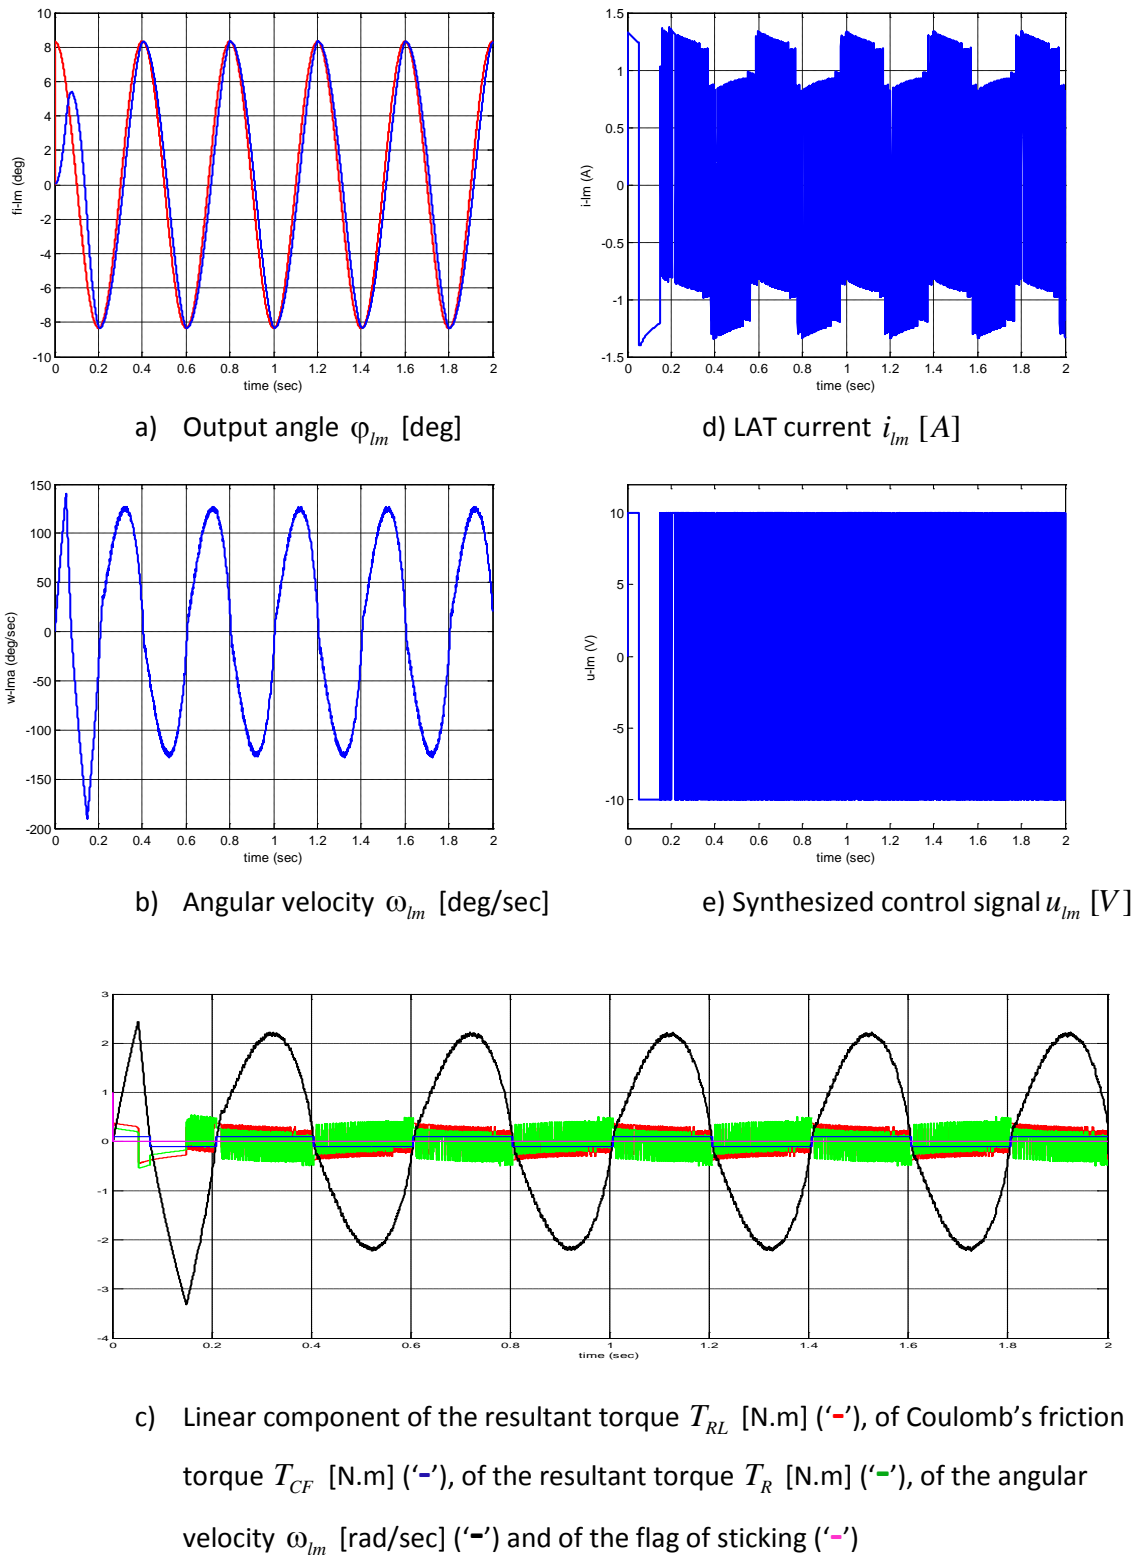 10
8
6
4
2
0
-2
-4
-6
-8
-10
fi-lm (deg)
0 0.2 0.4 0.6 0.8 1 1.2 1.4 1.6 1.8 2
time (sec)
a) Output angle φlm [deg]
1.5
1
0.5
0
-0.5
-1
-1.5
i-lm (A)
0 0.2 0.4 0.6 0.8 1 1.2 1.4 1.6 1.8 2
time (sec)
d) LAT current ilm [A]
150
100
50
0
-50
-100
-150
-200
w-lma (deg/sec)
0 0.2 0.4 0.6 0.8 1 1.2 1.4 1.6 1.8 2
time (sec)
b) Angular velocity ωlm [deg/sec]
10
5
0
-5
-10
u-lm (V)
0 0.2 0.4 0.6 0.8 1 1.2 1.4 1.6 1.8 2
time (sec)
e) Synthesized control signal ulm [V]
3
2
1
0
-1
-2
-3
-4
0 0.2 0.4 0.6 0.8 1 1.2 1.4 1.6 1.8 2
time (sec)
c) Linear component of the resultant torque TRL [N.m] (‘-’), of Coulomb’s friction
torque TCF [N.m] (‘-’), of the resultant torque TR [N.m] (‘-’), of the angular
velocity ωlm [rad/sec] (‘-’) and of the flag of sticking (‘-’)